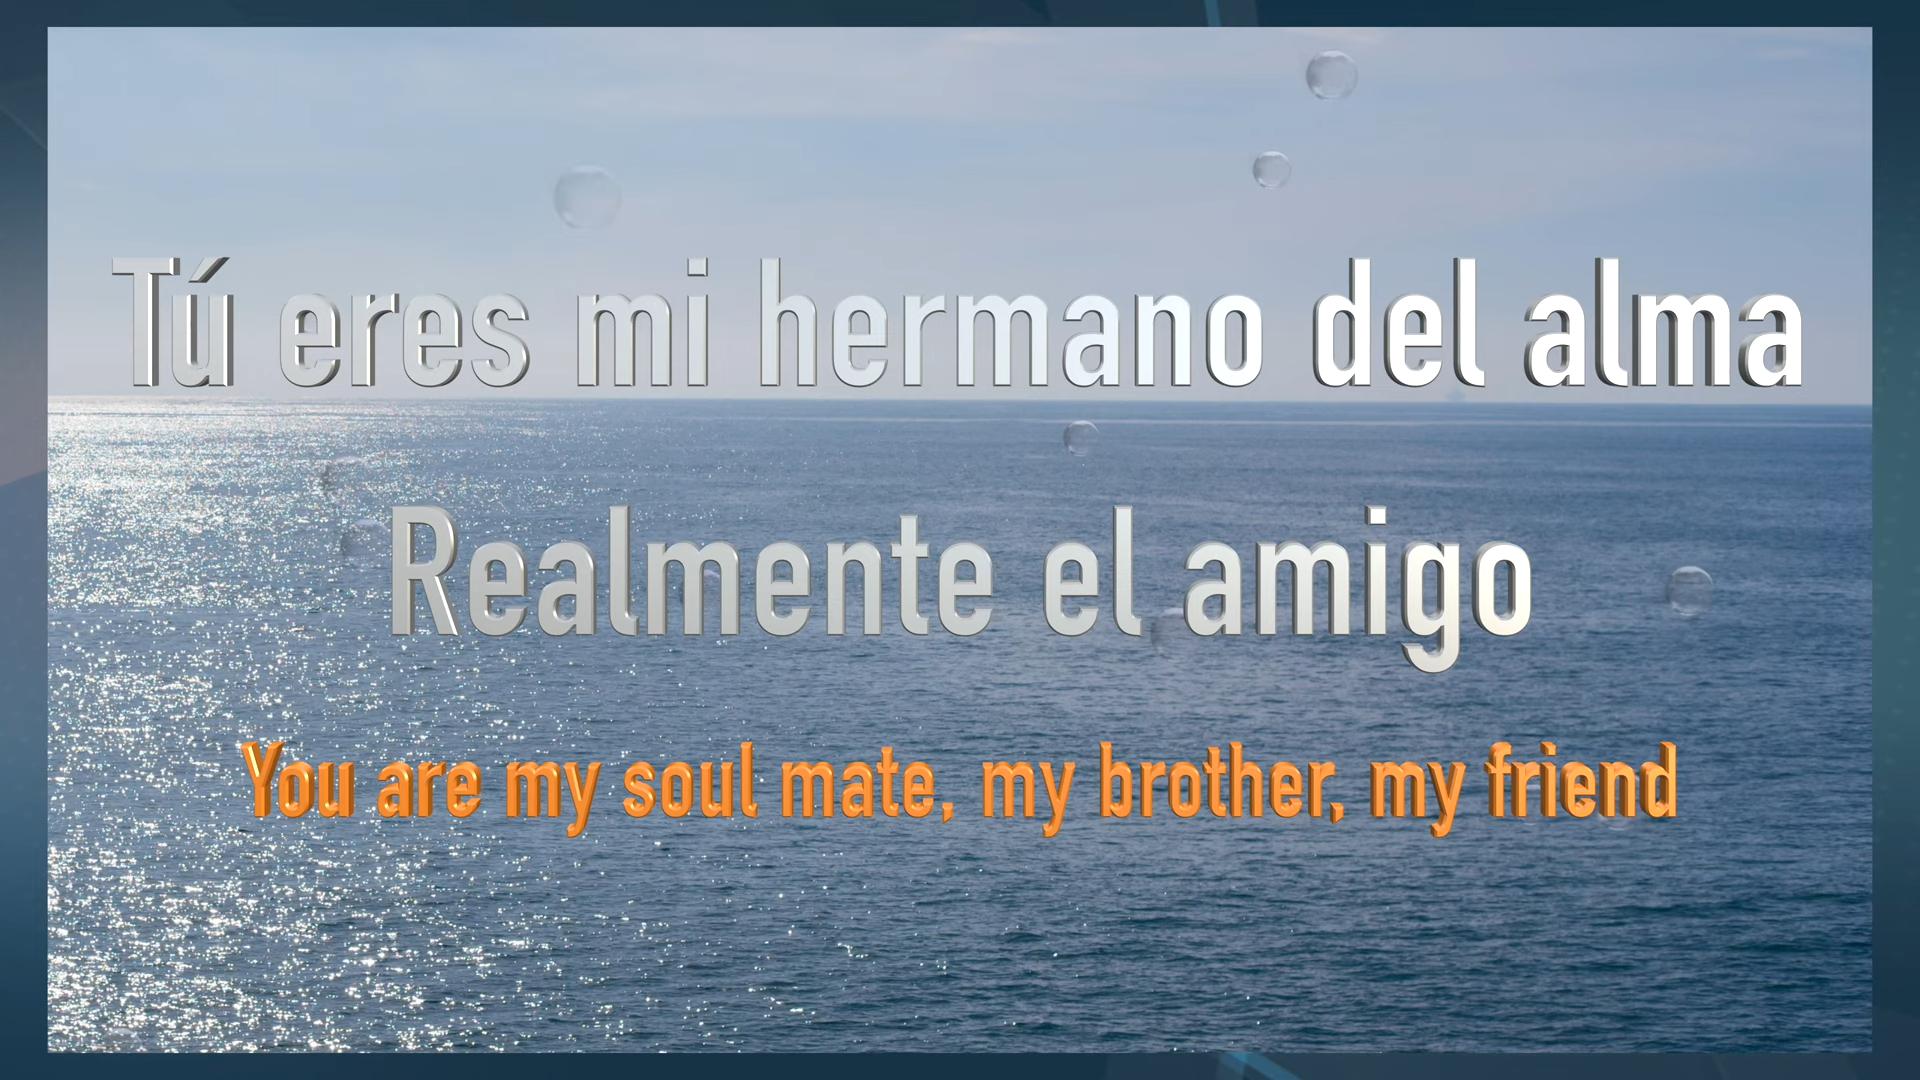 Tú eres mi hermano del alma
Realmente el amigo
You are my soul mate, my brother, my friend